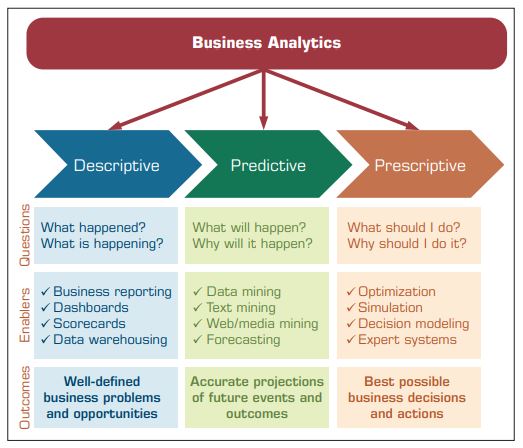 Business Analytics
Descriptive
Predictive
Prescriptive
Questions
What happened?
What is happening?
What will happen?
Why will it happen?
What should I do?
Why should I do it?
Enablers
✓ Business reporting
✓ Dashboards
✓ Scorecards
✓ Data warehousing
✓ Data mining
✓ Text mining
✓ Web/media mining
✓ Forecasting
✓ Optimization
✓ Simulation
✓ Decision modeling
✓ Expert systems
Outcomes
Well-defined
business problems
and opportunities
Accurate projections
of future events and
outcomes
Best possible
business decisions
and actions